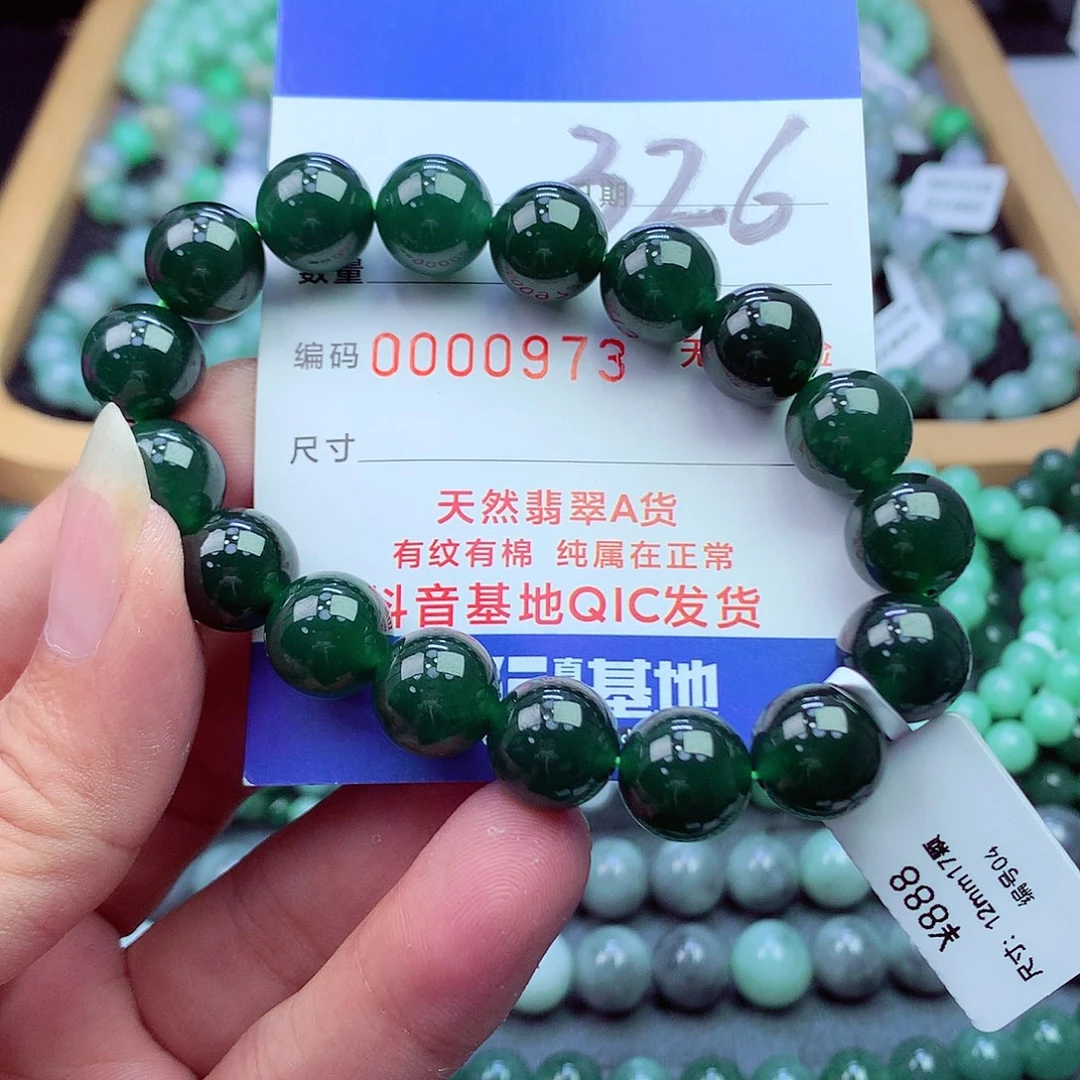 326
期
数量
编码 0000973
尺寸
天然翡翠A货
有纹有棉 纯属在正常
抖音基地QIC发货
基地
¥8888
尺寸：12mm17颗
编号04